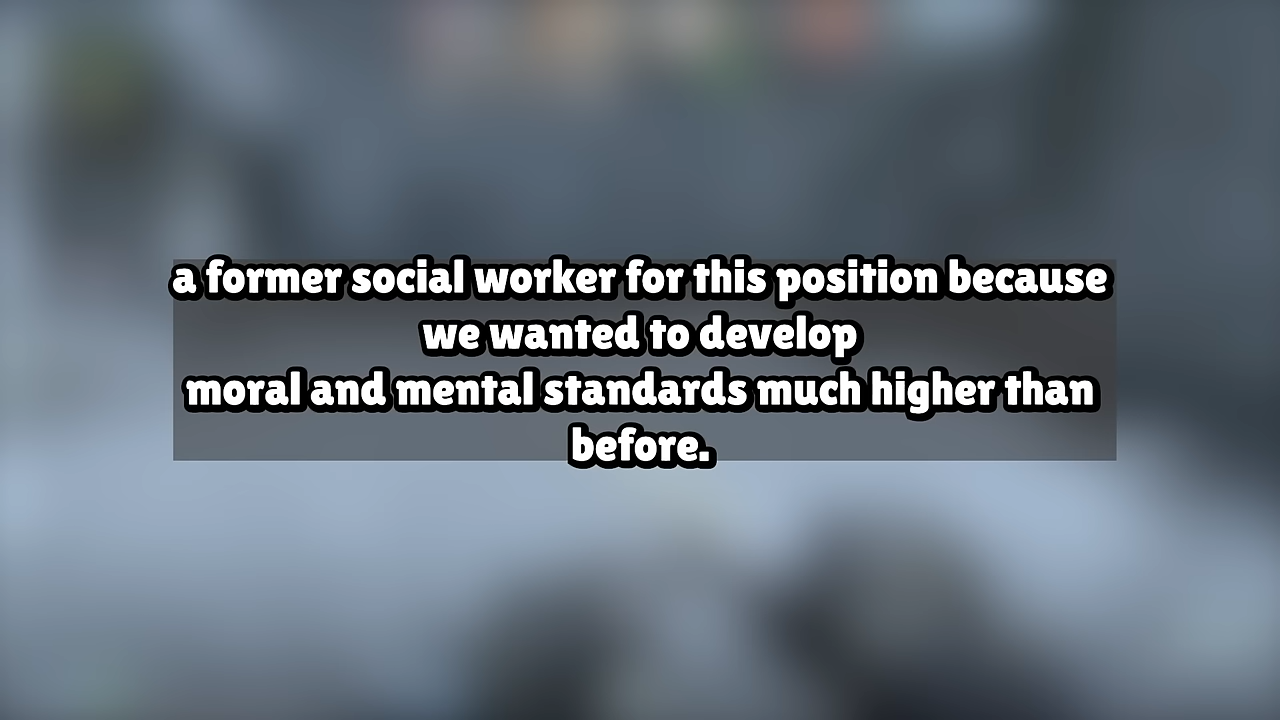 a former social worker for this position because
we wanted to develop
moral and mental standards much higher than
before.